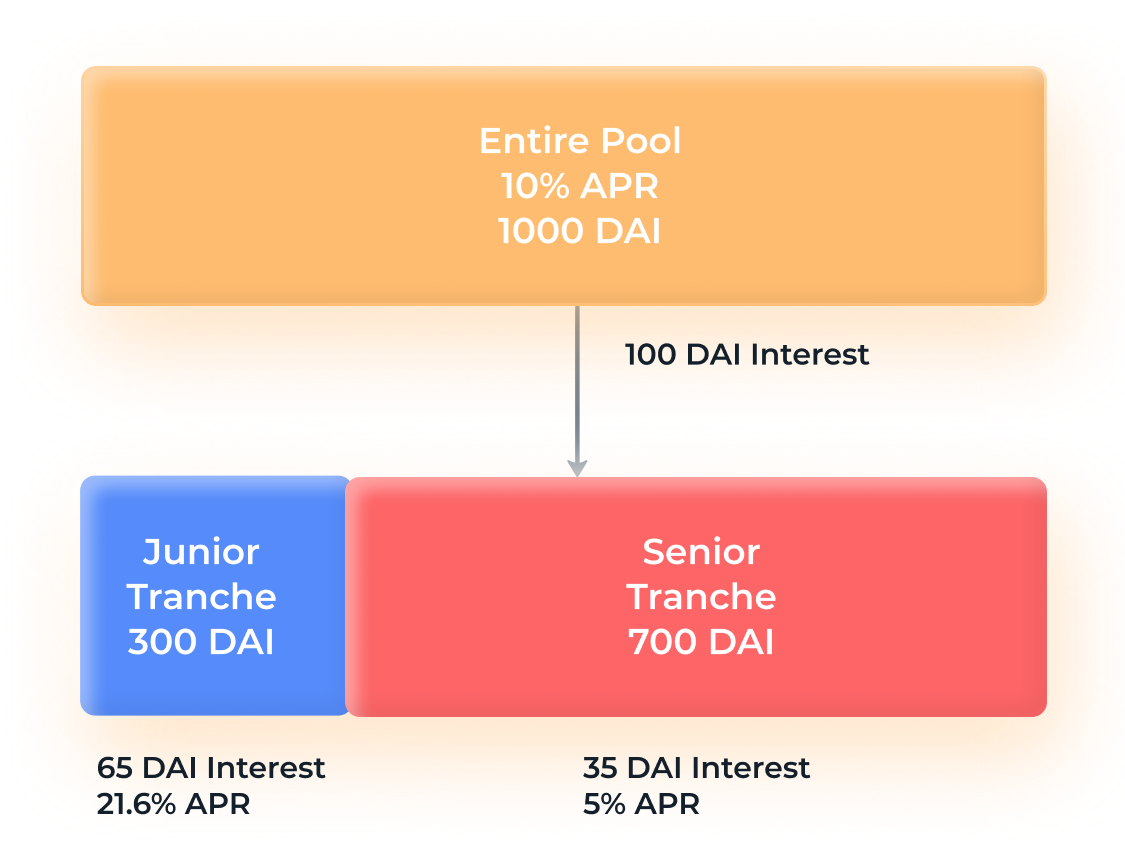 Entire Pool
10% APR
1000 DAI
100 DAI Interest
Junior
Tranche
300 DAI
Senior
Tranche
700 DAI
65 DAI Interest
21.6% APR
35 DAI Interest
5% APR